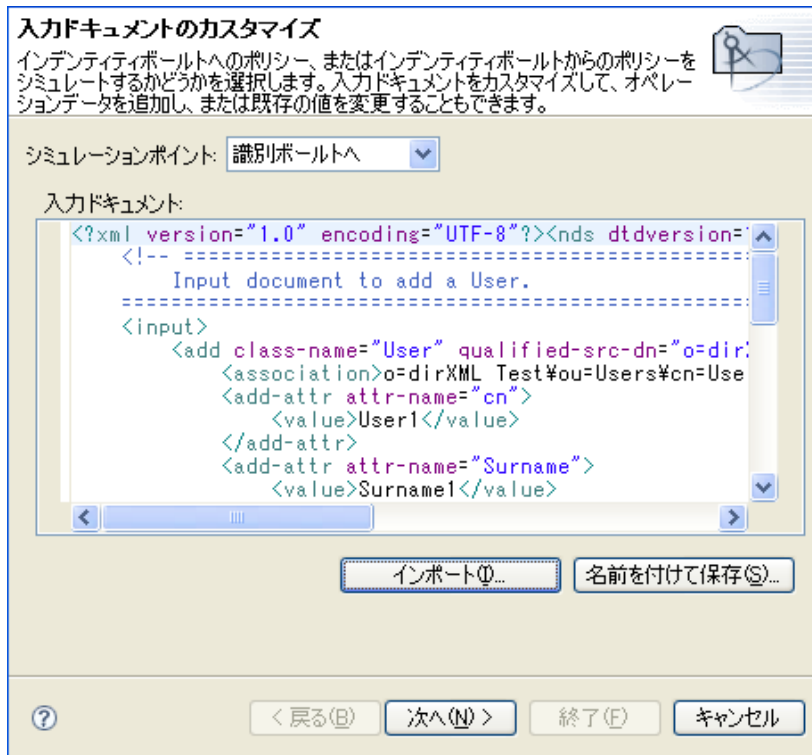 入力ドキュメントのカスタマイズ
インデンティティボールトへのポリシー、またはインデンティティボールトからのポリシーを
シミュレートするかどうかを選択します。入力ドキュメントをカスタマイズして、オペレー
ションデータを追加し、または既存の値を変更することもできます。
シミュレーションポイント: 識別ボールトへ
入力ドキュメント:
<?xml version="1.0" encoding="UTF-8"?><nds dtdversion=
<!-- ====================================================
Input document to add a User.
========================================================
<input>
<add class-name="User" qualified-src-dn="o=dir
<association>o=dirXML Test¥ou=Users¥cn=Use
<add-attr attr-name="cn">
<value>User1</value>
</add-attr>
<add-attr attr-name="Surname">
<value>Surname1</value>
インポート(I)... 名前を付けて保存(S)...
< 戻る(B) 次へ(N) > 終了(F) キャンセル